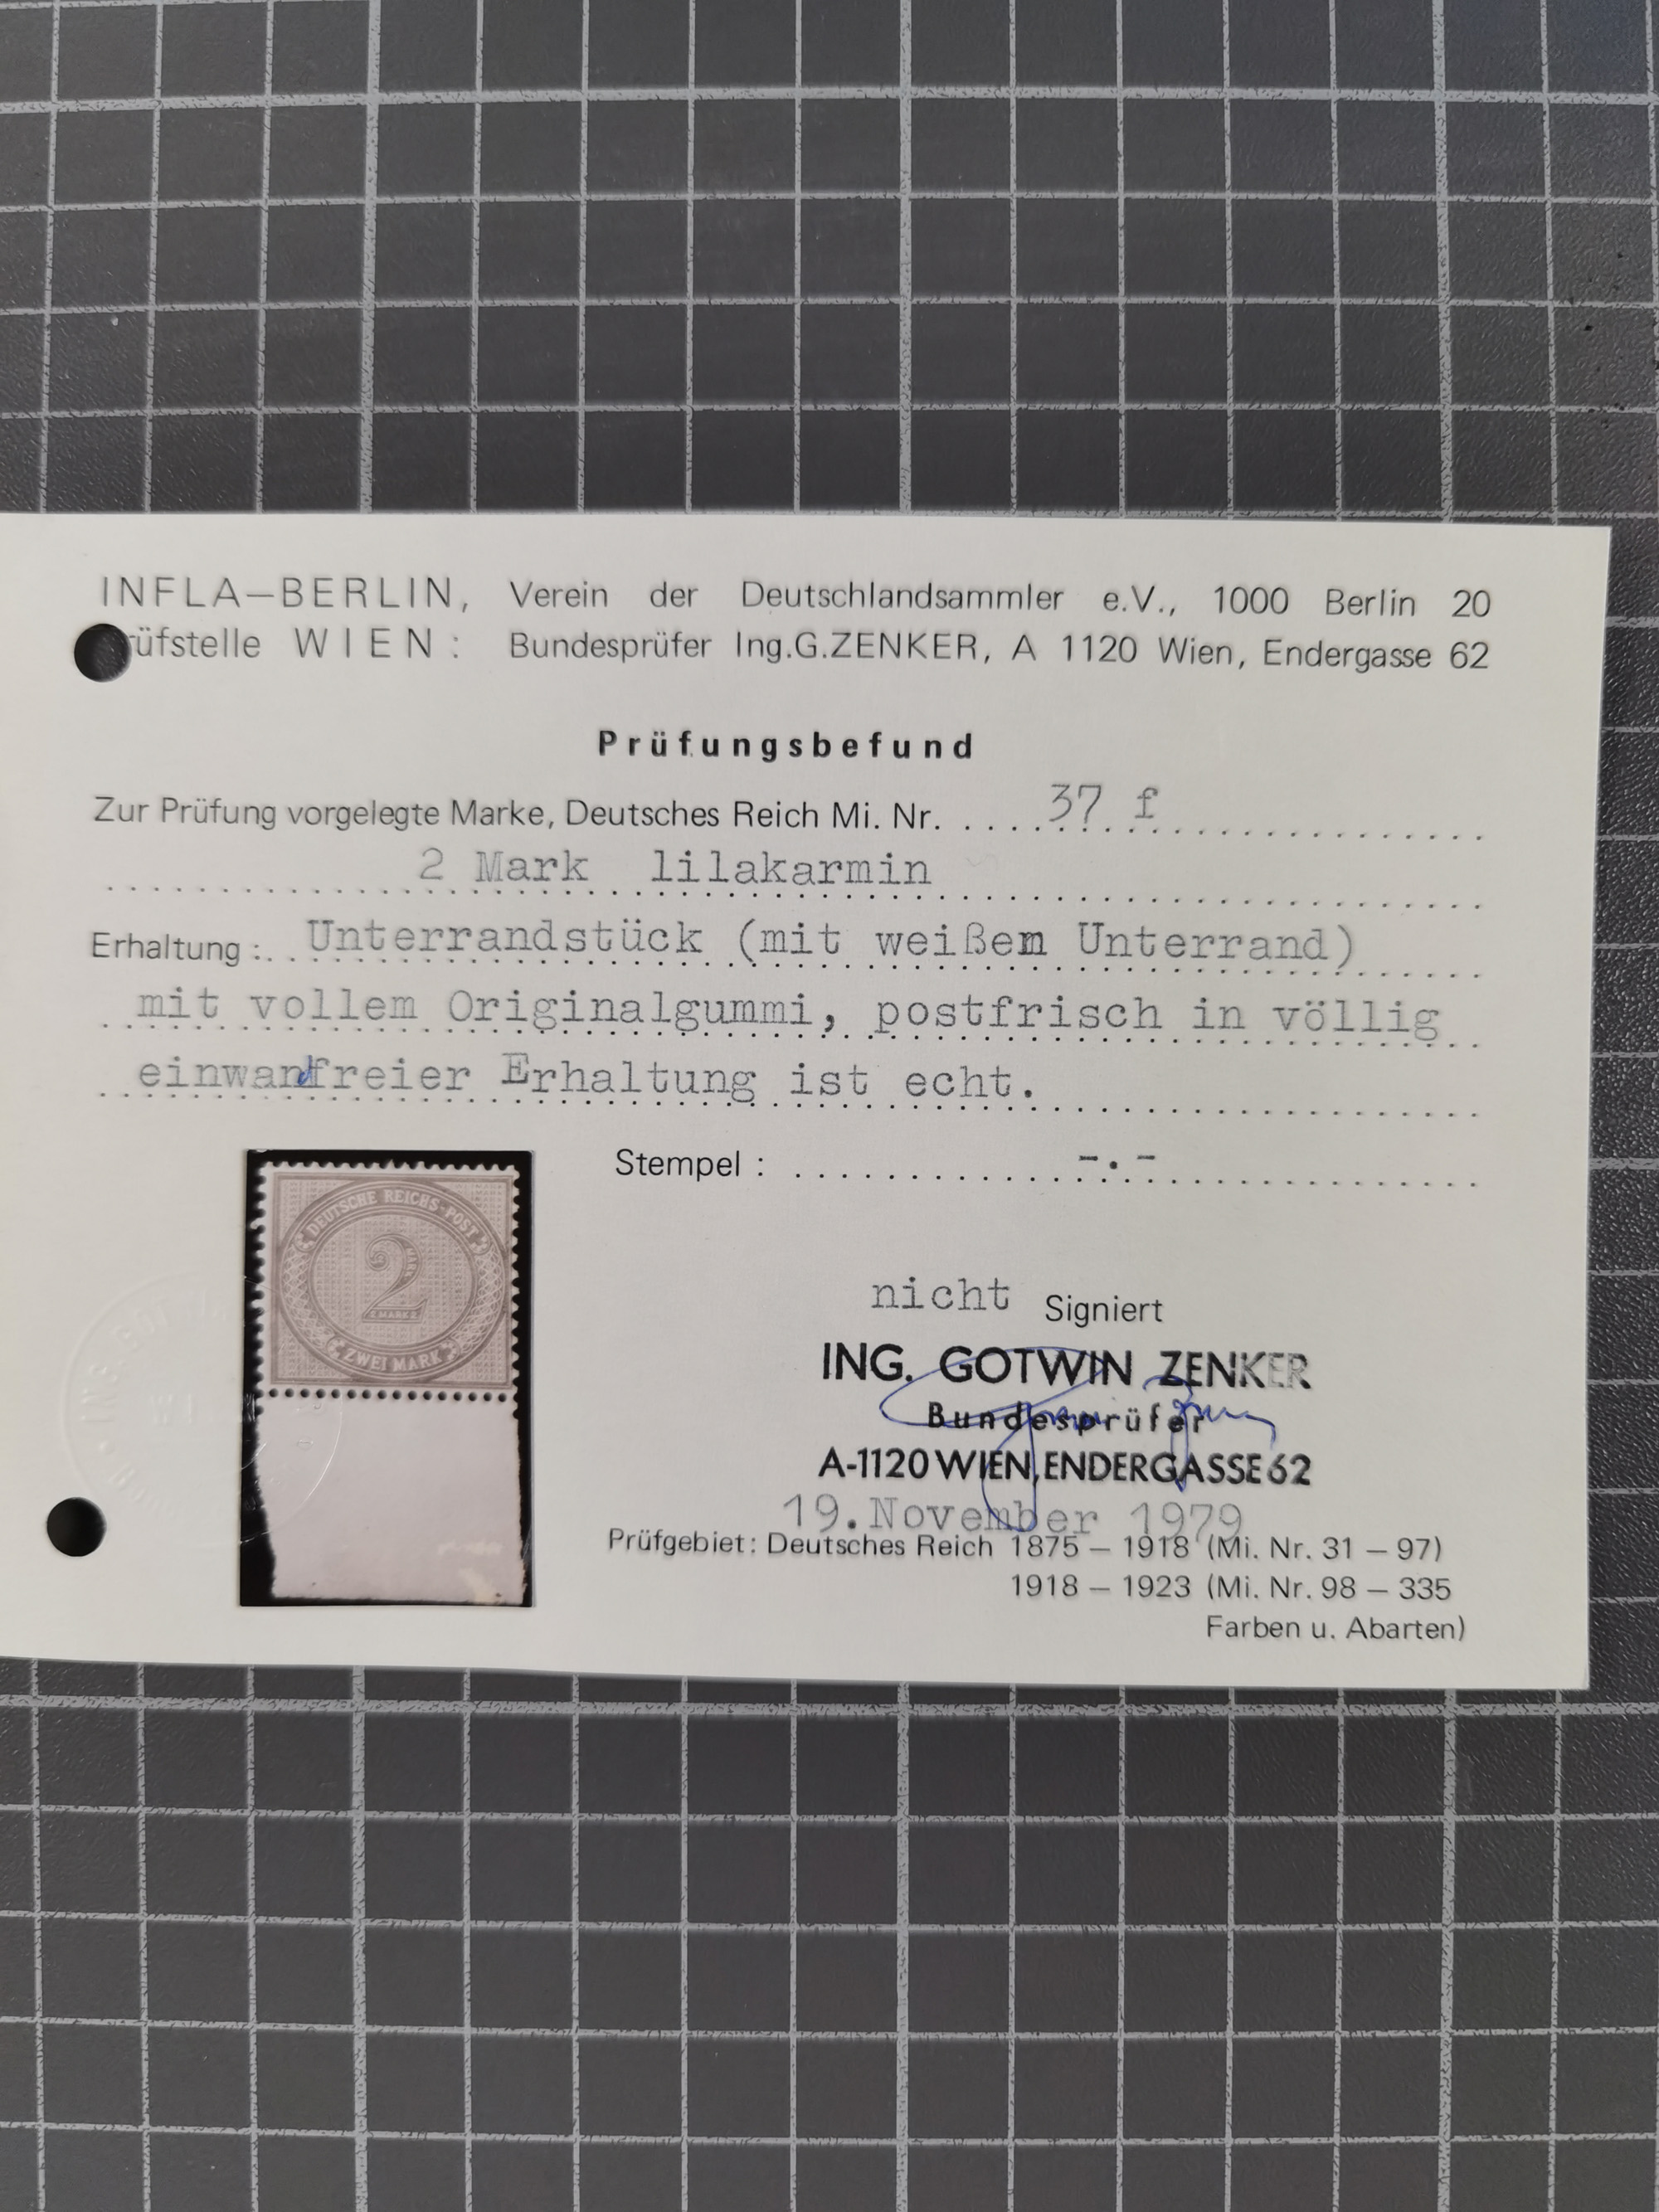 INFLA–BERLIN, Verein der Deutschlandsammler e.V., 1000 Berlin 20
rüfstelle WIEN: Bundesprüfer Ing.G.ZENKER, A 1120 Wien, Endergasse 62
Prüfungsbefund
Zur Prüfung vorgelegte Marke, Deutsches Reich Mi. Nr. 37 f
2 Mark lilakarmin
Erhaltung: Unterrandstück (mit weißem Unterrand)
mit vollem Originalgummi, postfrisch in völlig
einwandfreier Erhaltung ist echt.
Stempel: -.-
DEUTSCHE REICHS-POST
2
2 MARK 2
ZWEI MARK
nicht Signiert
ING. GOTWIN ZENKER
Bundesprüfer
A-1120 WIEN, ENDERGASSE 62
19.November 1979
Prüfgebiet: Deutsches Reich 1875 – 1918 (Mi. Nr. 31 – 97)
1918 – 1923 (Mi. Nr. 98 – 335
Farben u. Abarten)